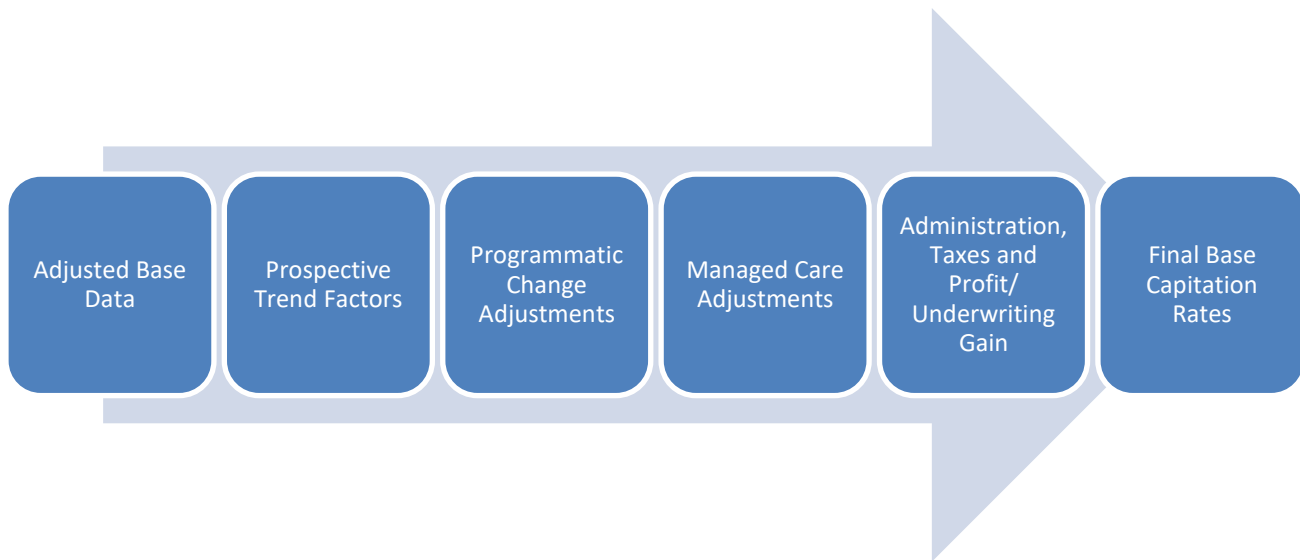 Adjusted Base
Data
Prospective
Trend Factors
Programmatic
Change
Adjustments
Managed Care
Adjustments
Administration,
Taxes and
Profit/
Underwriting
Gain
Final Base
Capitation
Rates